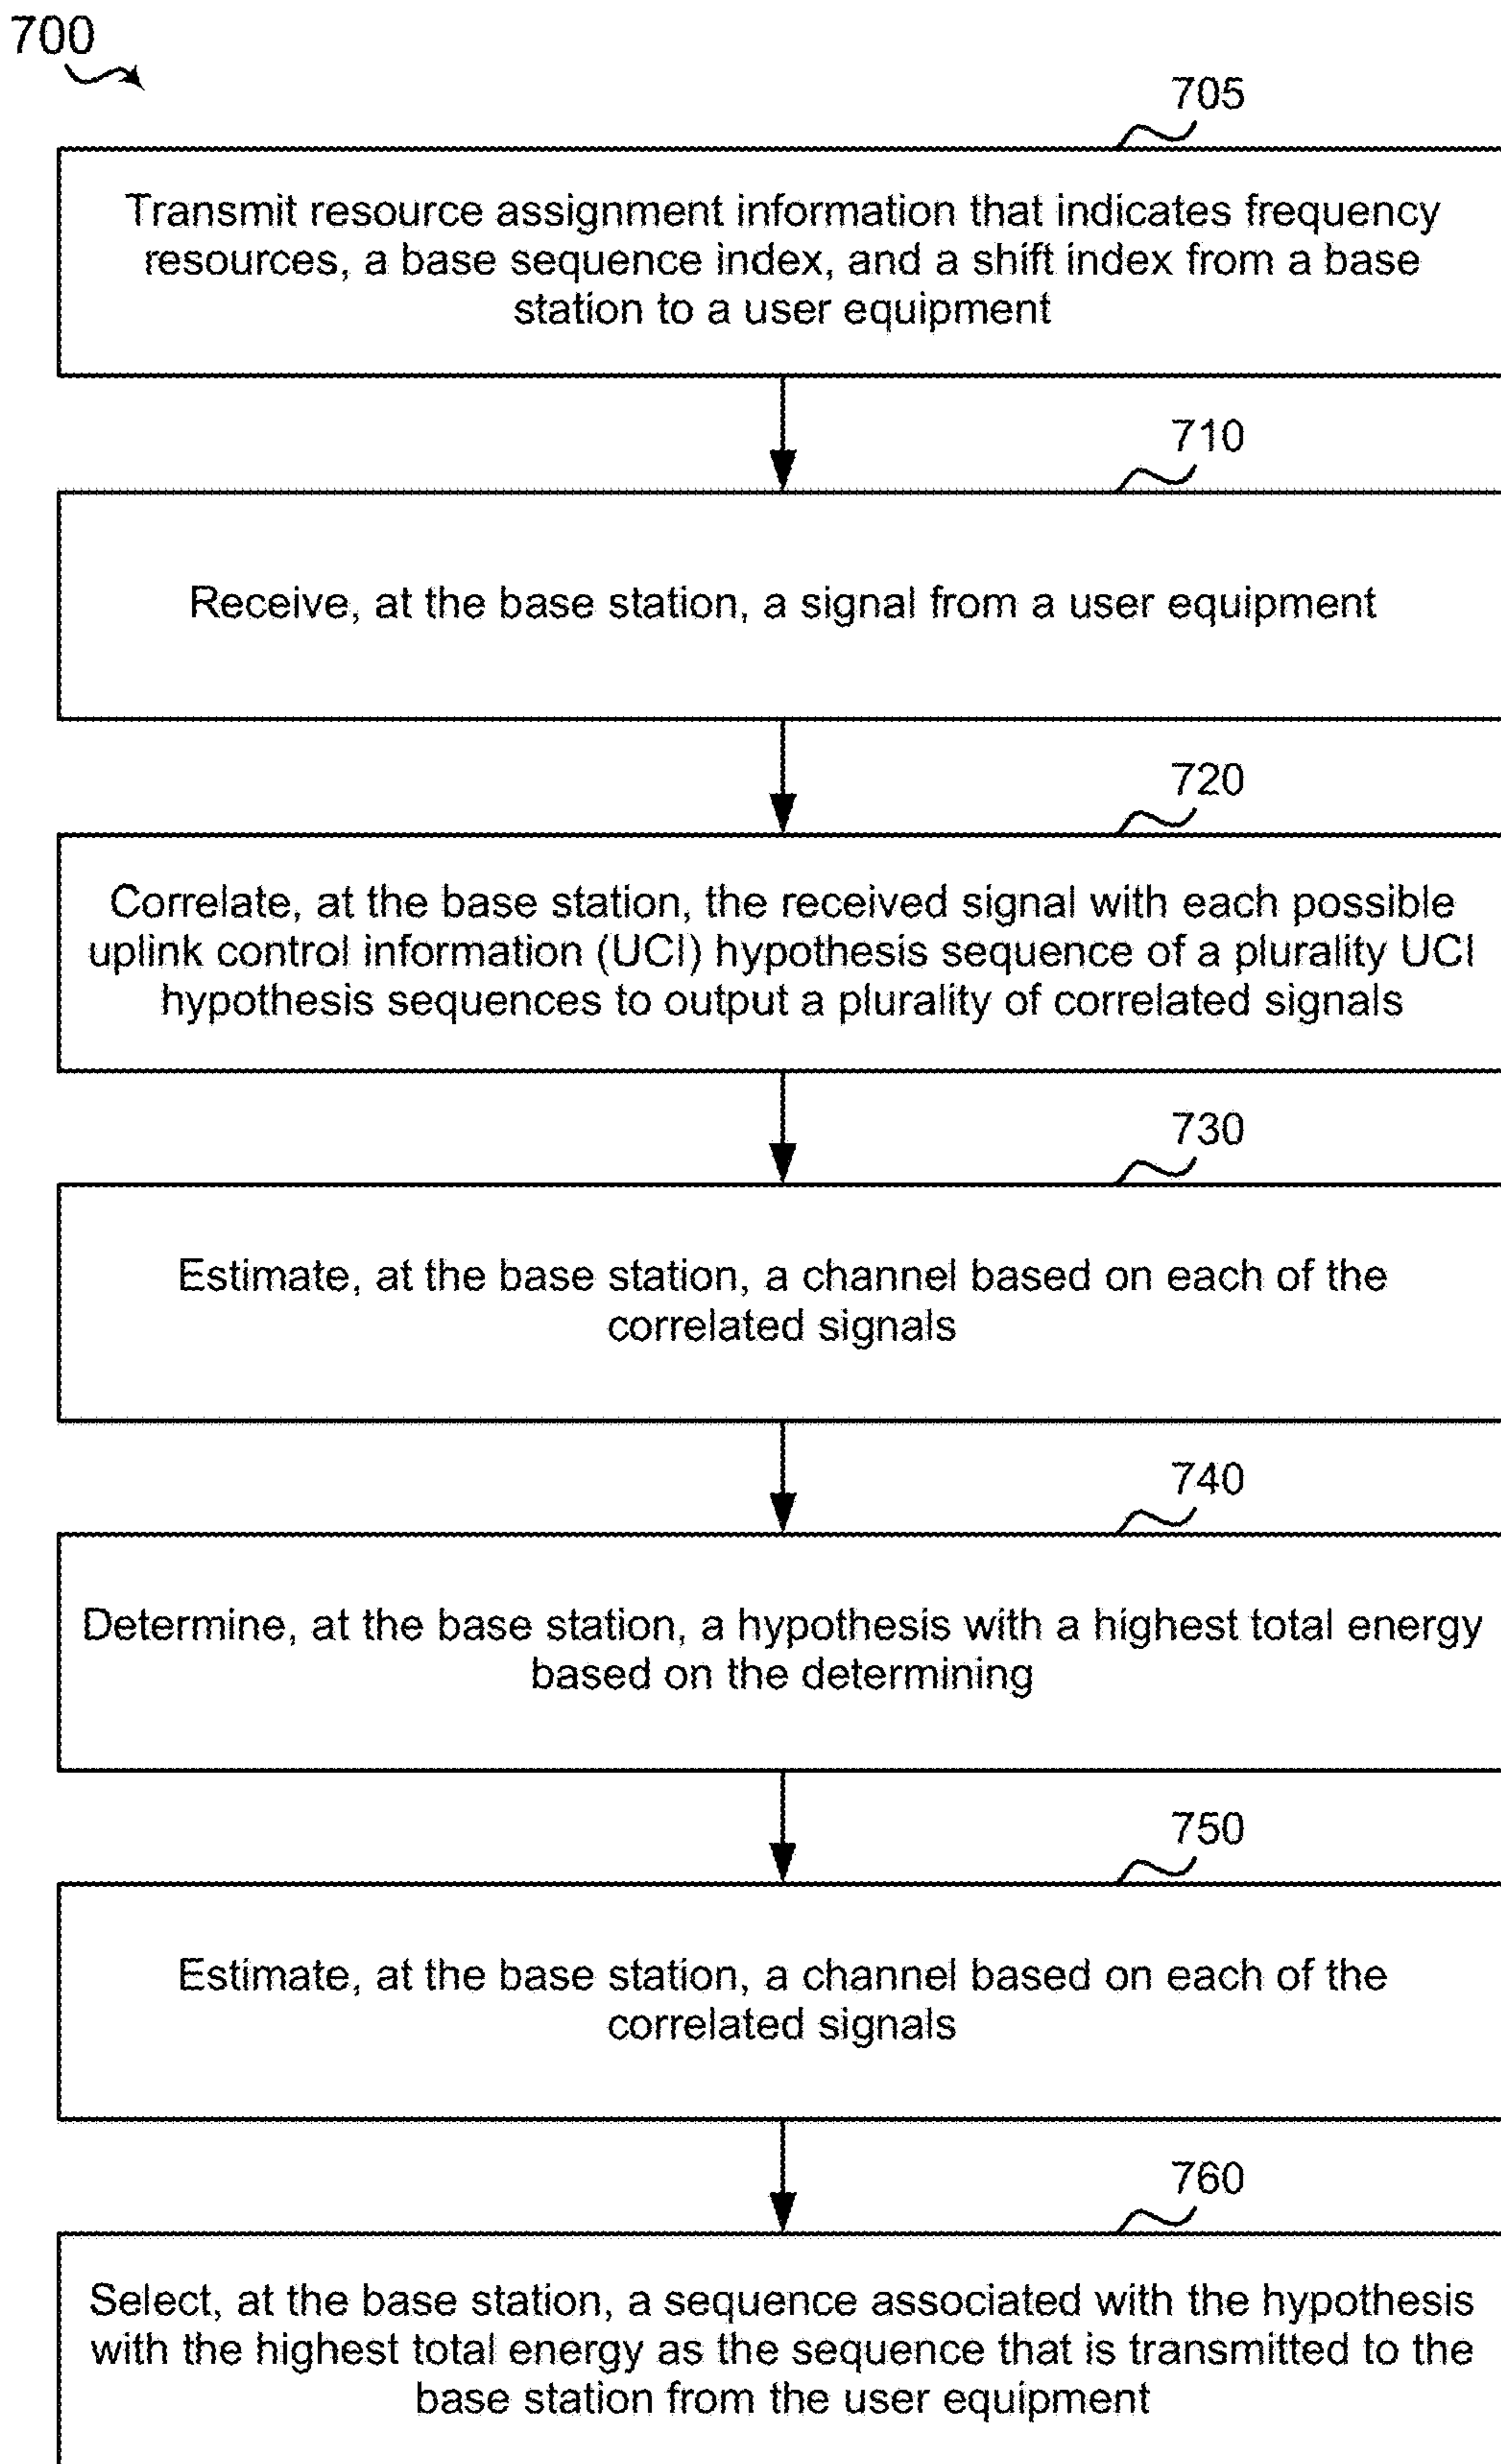 700
705
Transmit resource assignment information that indicates frequency
resources, a base sequence index, and a shift index from a base
station to a user equipment
710
Receive, at the base station, a signal from a user equipment
720
Correlate, at the base station, the received signal with each possible
uplink control information (UCI) hypothesis sequence of a plurality UCI
hypothesis sequences to output a plurality of correlated signals
730
Estimate, at the base station, a channel based on each of the
correlated signals
740
Determine, at the base station, a hypothesis with a highest total energy
based on the determining
750
Estimate, at the base station, a channel based on each of the
correlated signals
760
Select, at the base station, a sequence associated with the hypothesis
with the highest total energy as the sequence that is transmitted to the
base station from the user equipment